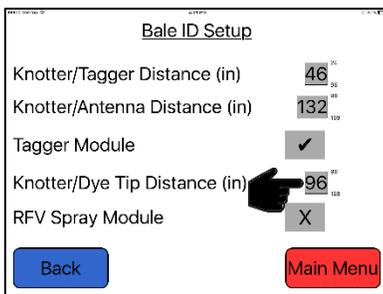 Bale ID Setup
Knotter/Tagger Distance (in) 46
Knotter/Antenna Distance (in) 132
Tagger Module ✔
Knotter/Dye Tip Distance (in) 96
RFV Spray Module X
Back Main Menu